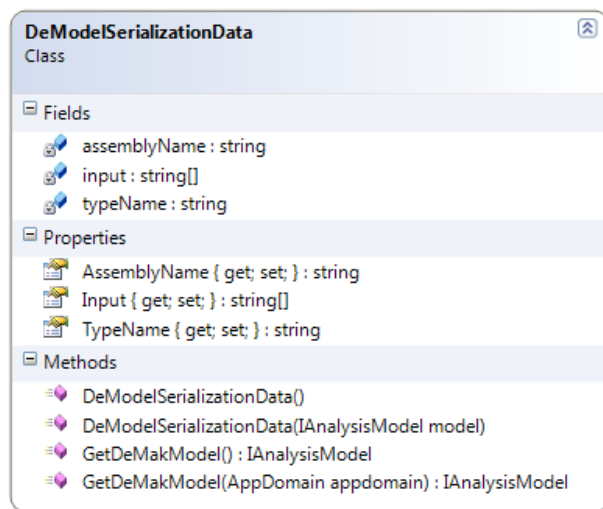 DeModelSerializationData
Class
Fields
assemblyName : string
input : string[]
typeName : string
Properties
AssemblyName { get; set; } : string
Input { get; set; } : string[]
TypeName { get; set; } : string
Methods
DeModelSerializationData()
DeModelSerializationData(IAnalysisModel model)
GetDeMakModel() : IAnalysisModel
GetDeMakModel(AppDomain appdomain) : IAnalysisModel